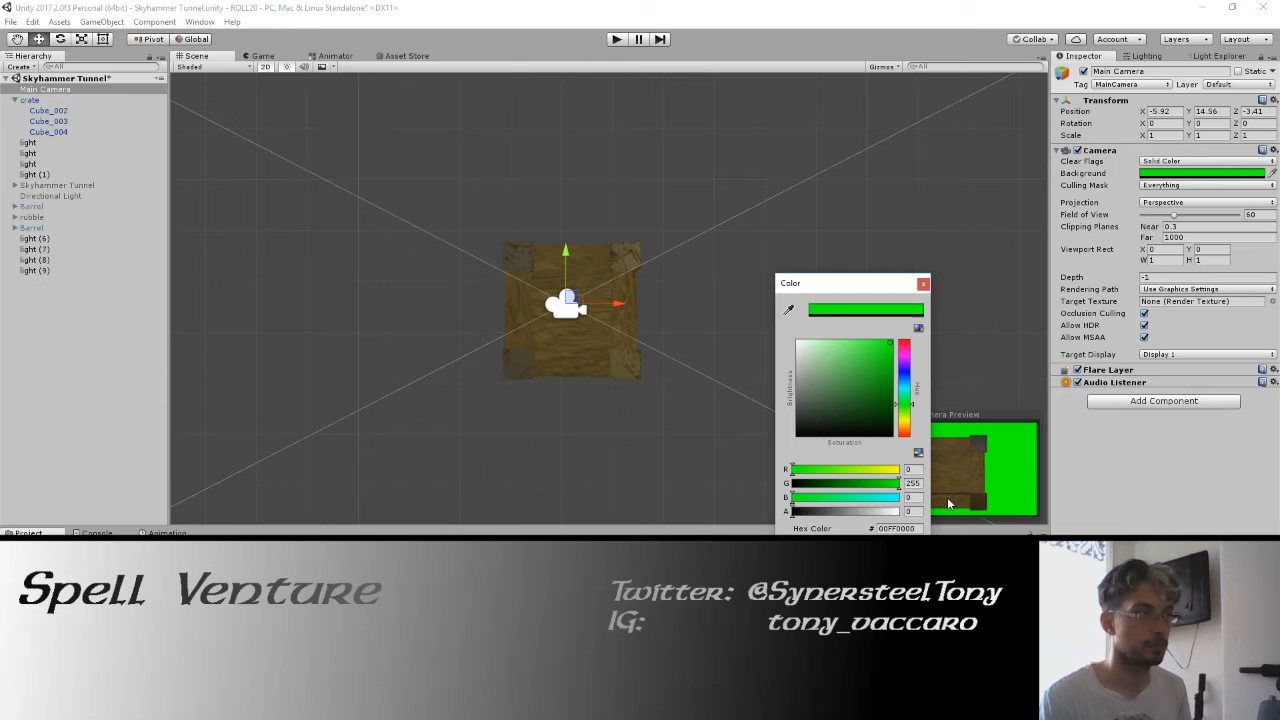 Unity 2017.2.0f3 Personal (64bit) - Skyhammer Tunnel.unity - ROLL20 - PC, Mac & Linux Standalone* <DX11>
File Edit Assets GameObject Component Window Help
Pivot Global Collab Account Layers Layout
Hierarchy Scene Game Animator Asset Store Inspector Lighting Light Explorer
Create All Shaded 2D Gizmos All
Skyhammer Tunnel*
Main Camera
crate
Cube_002
Cube_003
Cube_004
light
light
light
light (1)
Skyhammer Tunnel
Directional Light
Barrel
rubble
Barrel
light (6)
light (7)
light (8)
light (9)
Main Camera Static
Tag MainCamera Layer Default
Transform
Position X -5.92 Y 14.56 Z -3.41
Rotation X 0 Y 0 Z 0
Scale X 1 Y 1 Z 1
Camera
Clear Flags Solid Color
Background
Culling Mask Everything
Projection Perspective
Field of View 60
Clipping Planes Near 0.3
Far 1000
Viewport Rect X 0 Y 0
W 1 H 1
Depth -1
Rendering Path Use Graphics Settings
Target Texture None (Render Texture)
Occlusion Culling
Allow HDR
Allow MSAA
Target Display Display 1
Flare Layer
Audio Listener
Add Component
Color
Brightness
Hue
Saturation
R 0
G 255
B 0
A 0
Hex Color # 00FF0000
era Preview
Project Console Animation
Spell Venture
Twitter: @SynersteelTony
IG: tony_vaccaro